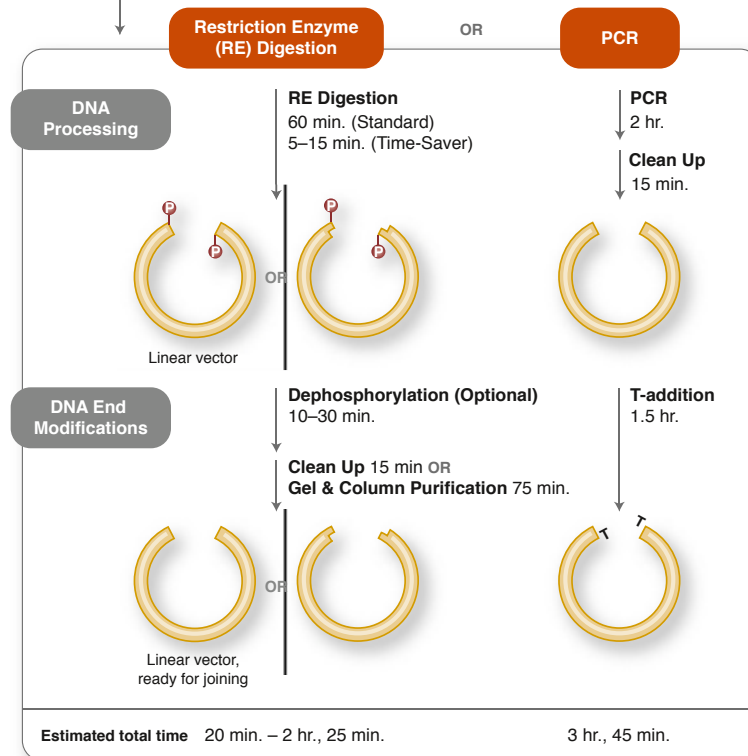 Restriction Enzyme
(RE) Digestion
OR
PCR
DNA
Processing
RE Digestion
60 min. (Standard)
5–15 min. (Time-Saver)
PCR
2 hr.
Clean Up
15 min.
P
P
OR
P
P
Linear vector
DNA End
Modifications
Dephosphorylation (Optional)
10–30 min.
Clean Up 15 min OR
Gel & Column Purification 75 min.
T-addition
1.5 hr.
OR
T
T
Linear vector,
ready for joining
Estimated total time 20 min. – 2 hr., 25 min. 3 hr., 45 min.